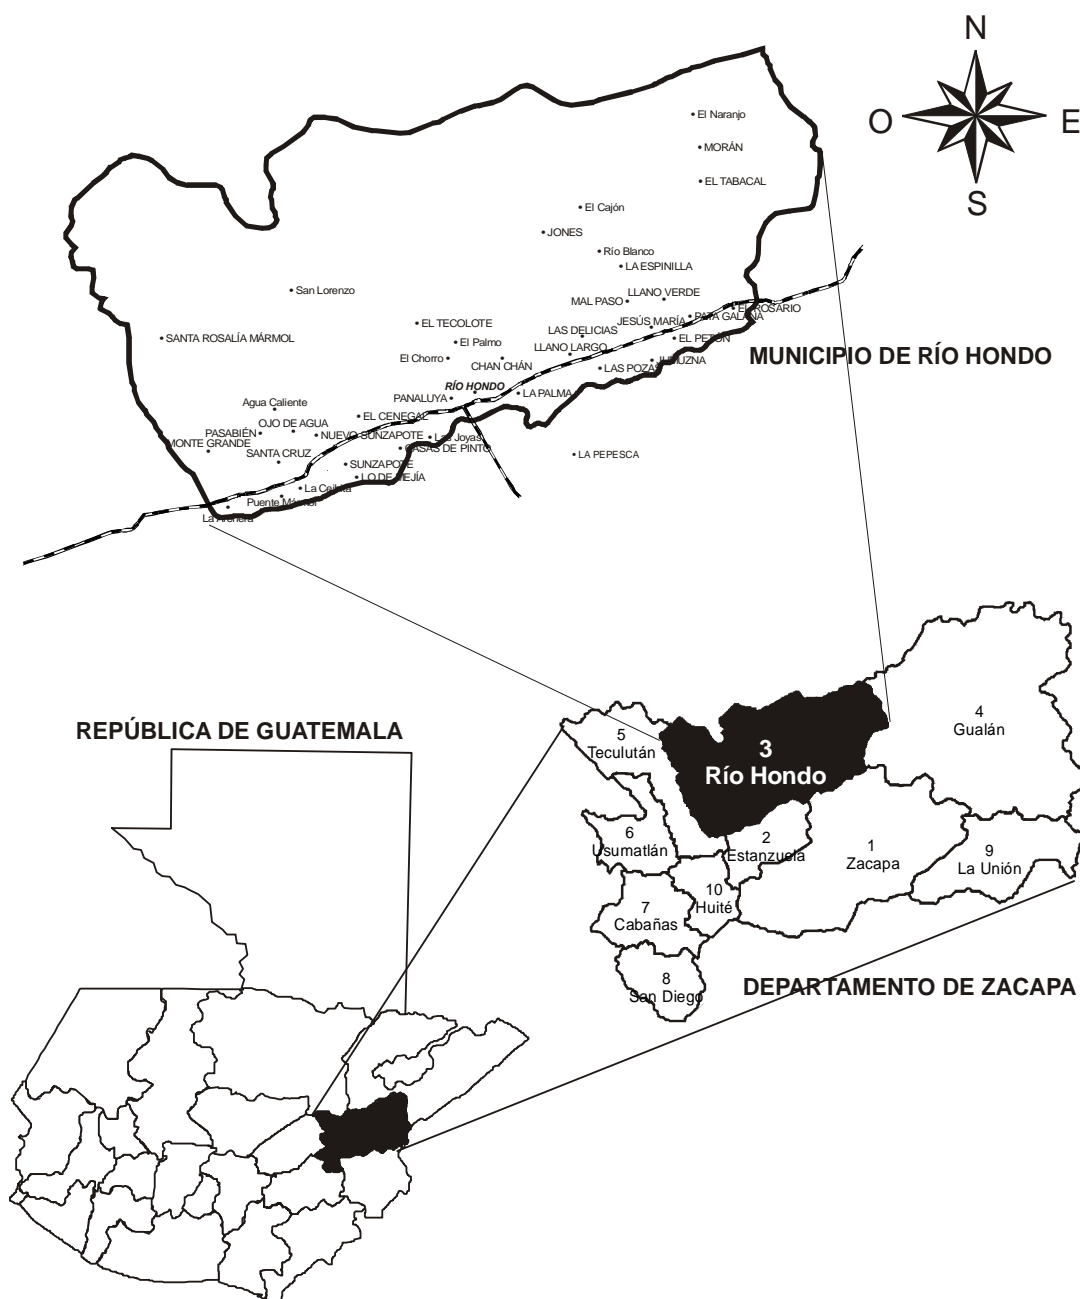 N
O
E
S
El Naranjo
MORÁN
EL TABACAL
El Cajón
JONES
Río Blanco
LA ESPINILLA
San Lorenzo
LLANO VERDE
MAL PASO
EL ROSARIO
PATA GALANA
JESÚS MARÍA
EL TECOLOTE
LAS DELICIAS
SANTA ROSALÍA MÁRMOL
EL PETÓN
El Palmo
LLANO LARGO
MUNICIPIO DE RÍO HONDO
El Chorro
CHAN CHÁN
LAS POZAS
JUMUZNA
RÍO HONDO
PANALUYA
LA PALMA
Agua Caliente
EL CENEGAL
OJO DE AGUA
PASABIÉN
NUEVO SUNZAPOTE
Las Joyas
MONTE GRANDE
CASAS DE PINTO
SANTA CRUZ
LA PEPESCA
SUNZAPOTE
LO DE MEJÍA
La Ceibita
Puente Mármol
La Arenera
4
Gualán
REPÚBLICA DE GUATEMALA
5
Teculután
3
Río Hondo
6
Usumatlán
2
Estanzuela
1
Zacapa
9
La Unión
10
Huité
7
Cabañas
8
San Diego
DEPARTAMENTO DE ZACAPA